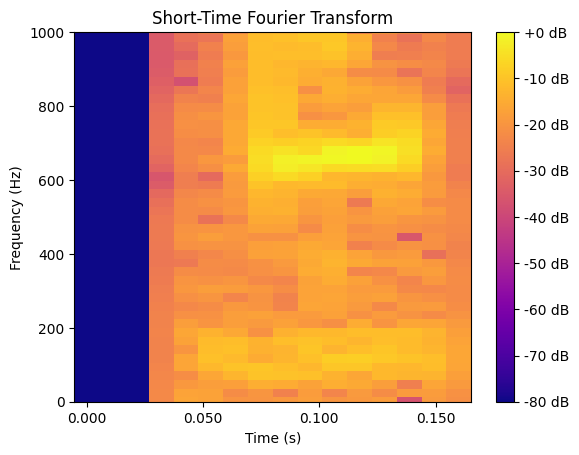 Short-Time Fourier Transform
1000
800
600
400
200
0
Frequency (Hz)
0.000
0.050
0.100
0.150
Time (s)
+0 dB
-10 dB
-20 dB
-30 dB
-40 dB
-50 dB
-60 dB
-70 dB
-80 dB